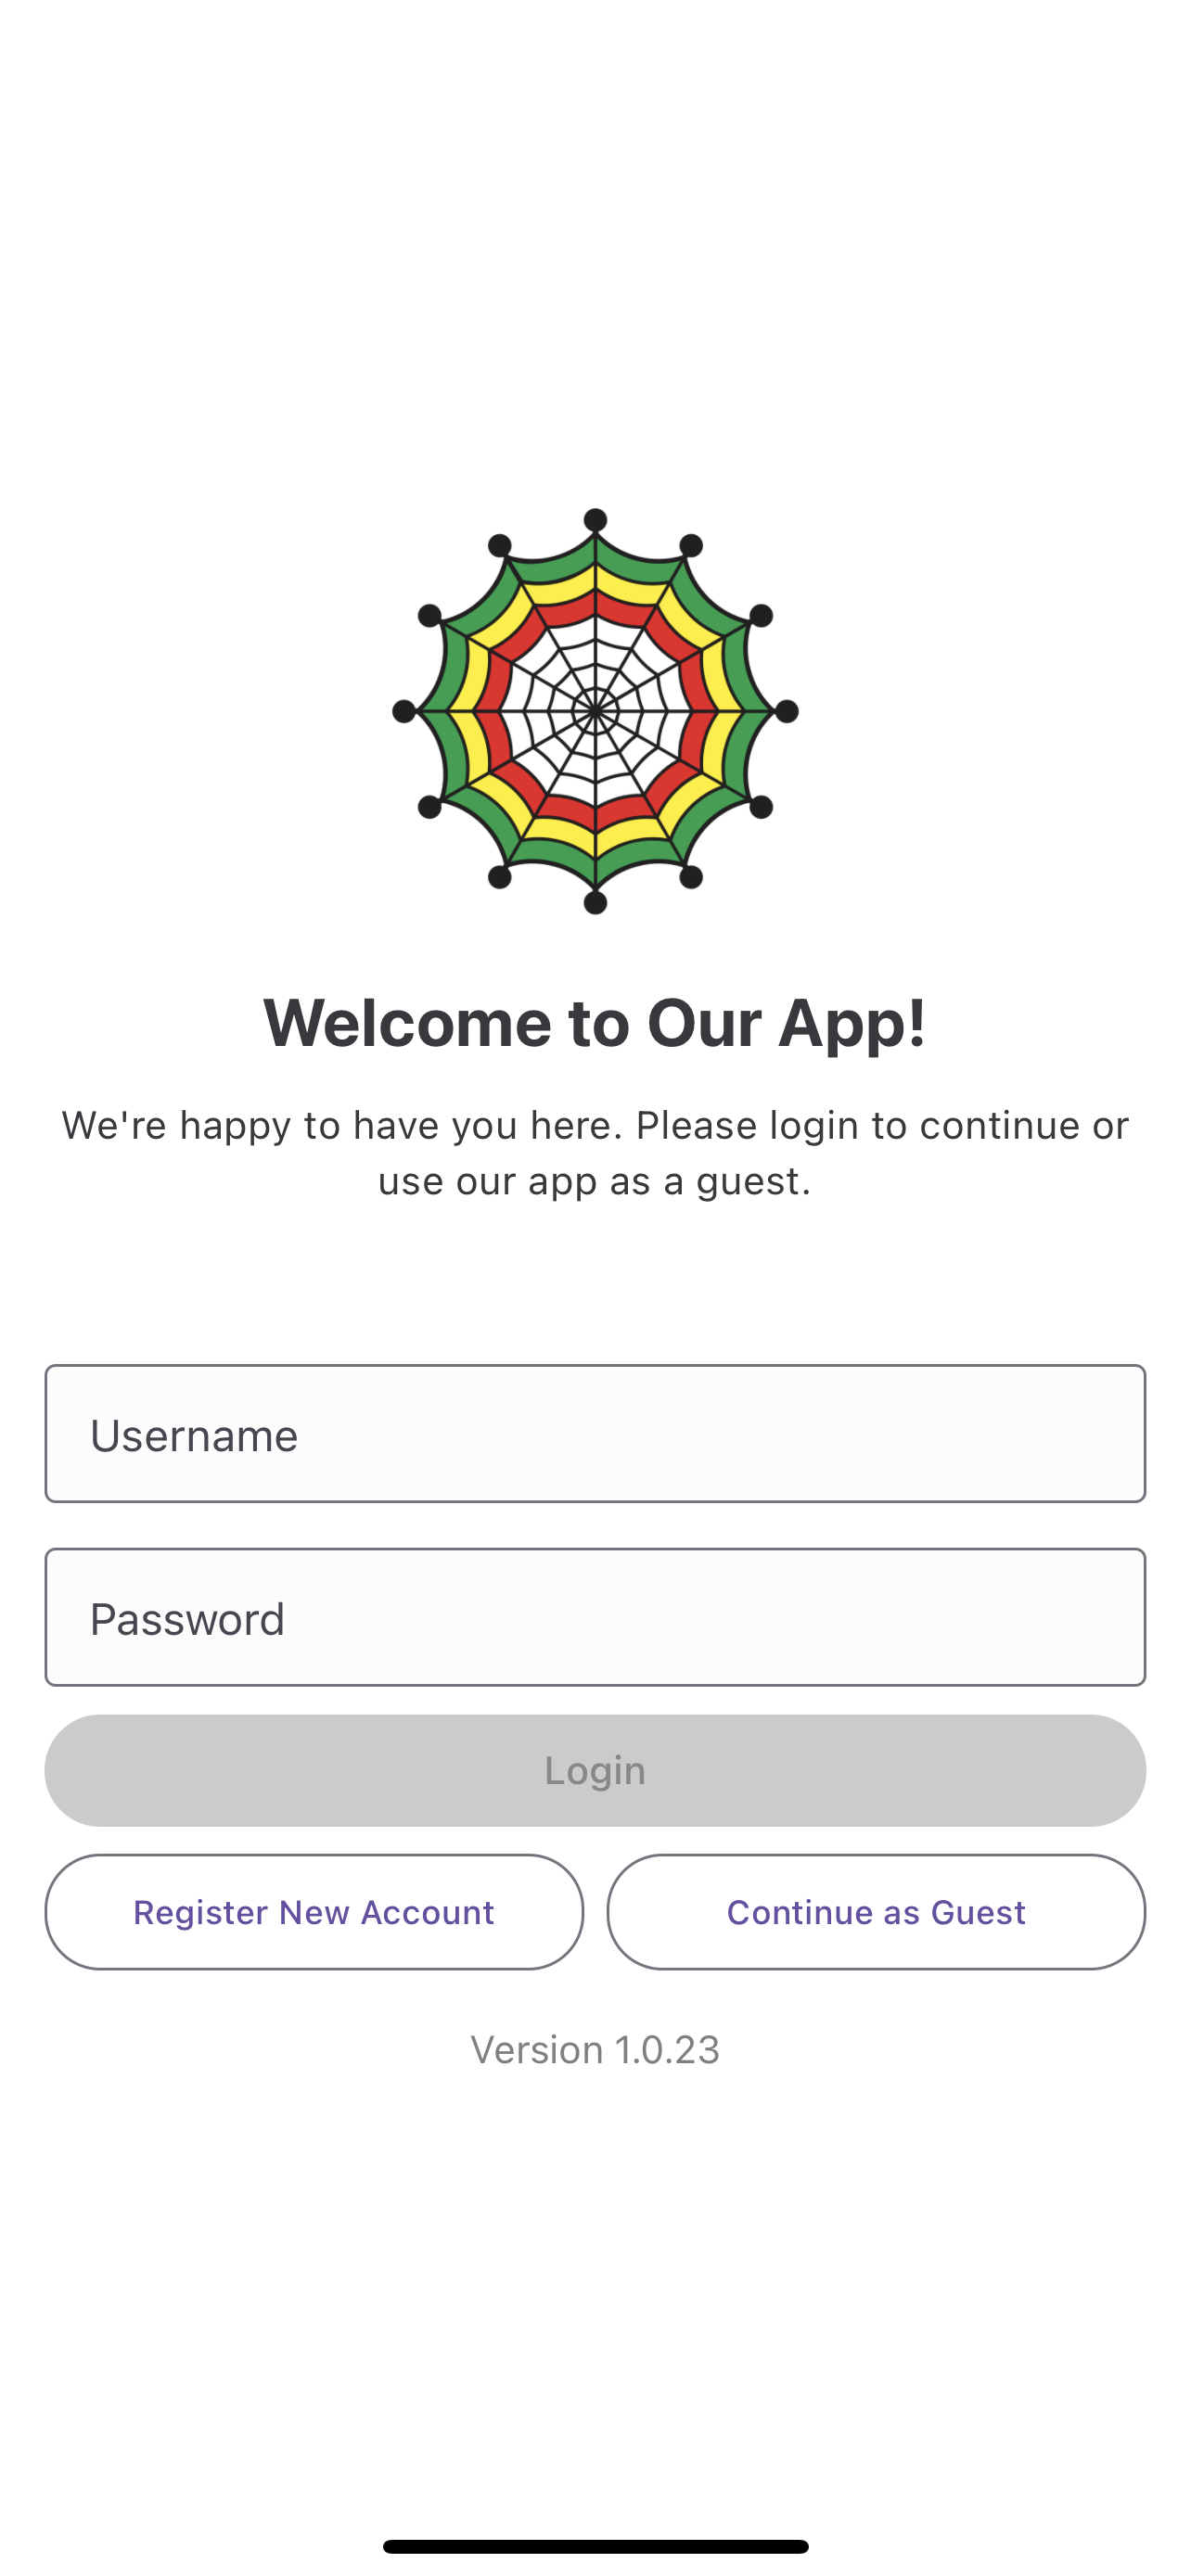 Welcome to Our App!
We're happy to have you here. Please login to continue or
use our app as a guest.
Username
Password
Login
Register New Account
Continue as Guest
Version 1.0.23